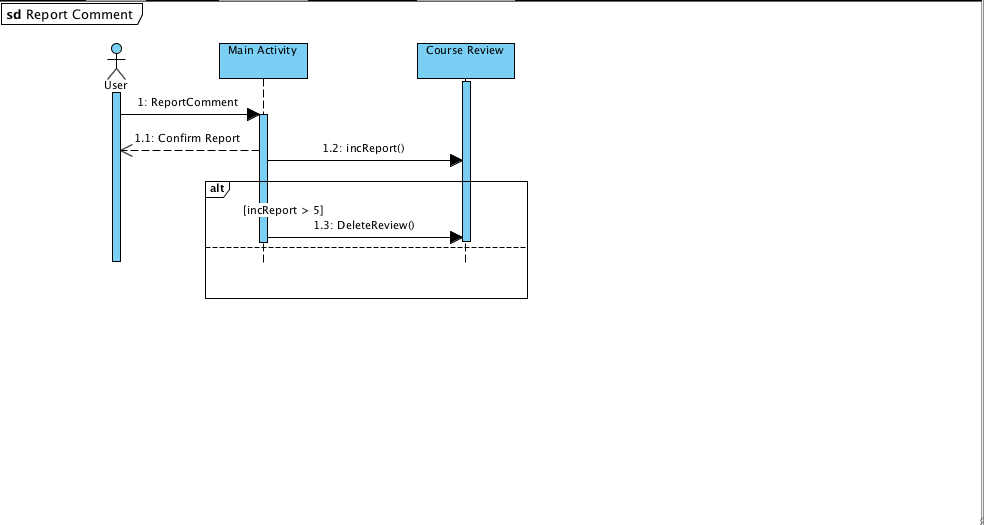 sd Report Comment
User
Main Activity
Course Review
1: ReportComment
1.1: Confirm Report
1.2: incReport()
alt
[incReport > 5]
1.3: DeleteReview()